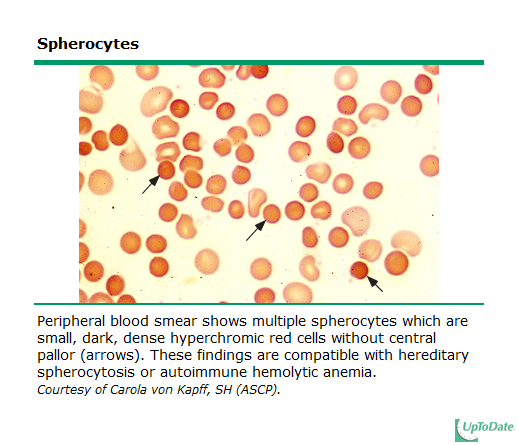 Spherocytes
Peripheral blood smear shows multiple spherocytes which are
small, dark, dense hyperchromic red cells without central
pallor (arrows). These findings are compatible with hereditary
spherocytosis or autoimmune hemolytic anemia.
Courtesy of Carola von Kapff, SH (ASCP).
UpToDate